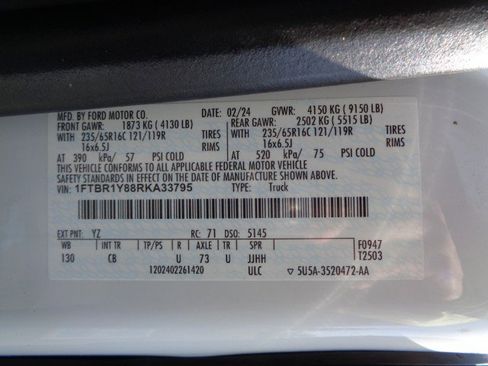 MFD. BY FORD MOTOR CO. DATE: 02/24 GVWR: 4150 KG ( 9150 LB)
FRONT GAWR: 1873 KG ( 4130 LB) REAR GAWR: 2502 KG ( 5515 LB)
WITH 235/65R16C 121/119R TIRES WITH 235/65R16C 121/119R TIRES
16x6.5J RIMS 16x6.5J RIMS
AT 390 kPa/ 57 PSI COLD AT 520 kPa/ 75 PSI COLD
THIS VEHICLE CONFORMS TO ALL APPLICABLE FEDERAL MOTOR VEHICLE
SAFETY STANDARDS IN EFFECT ON THE DATE OF MANUFACTURE SHOWN ABOVE.
VIN: 1FTBR1Y88RKA33795 TYPE: Truck
EXT PNT: YZ RC: 71 DSO: 5145
WB INT TR TP/PS R AXLE TR SPR F0947
130 CB U 73 U JJHH T2503
1202402261420 ULC ▽ 5U5A-3520472-AA